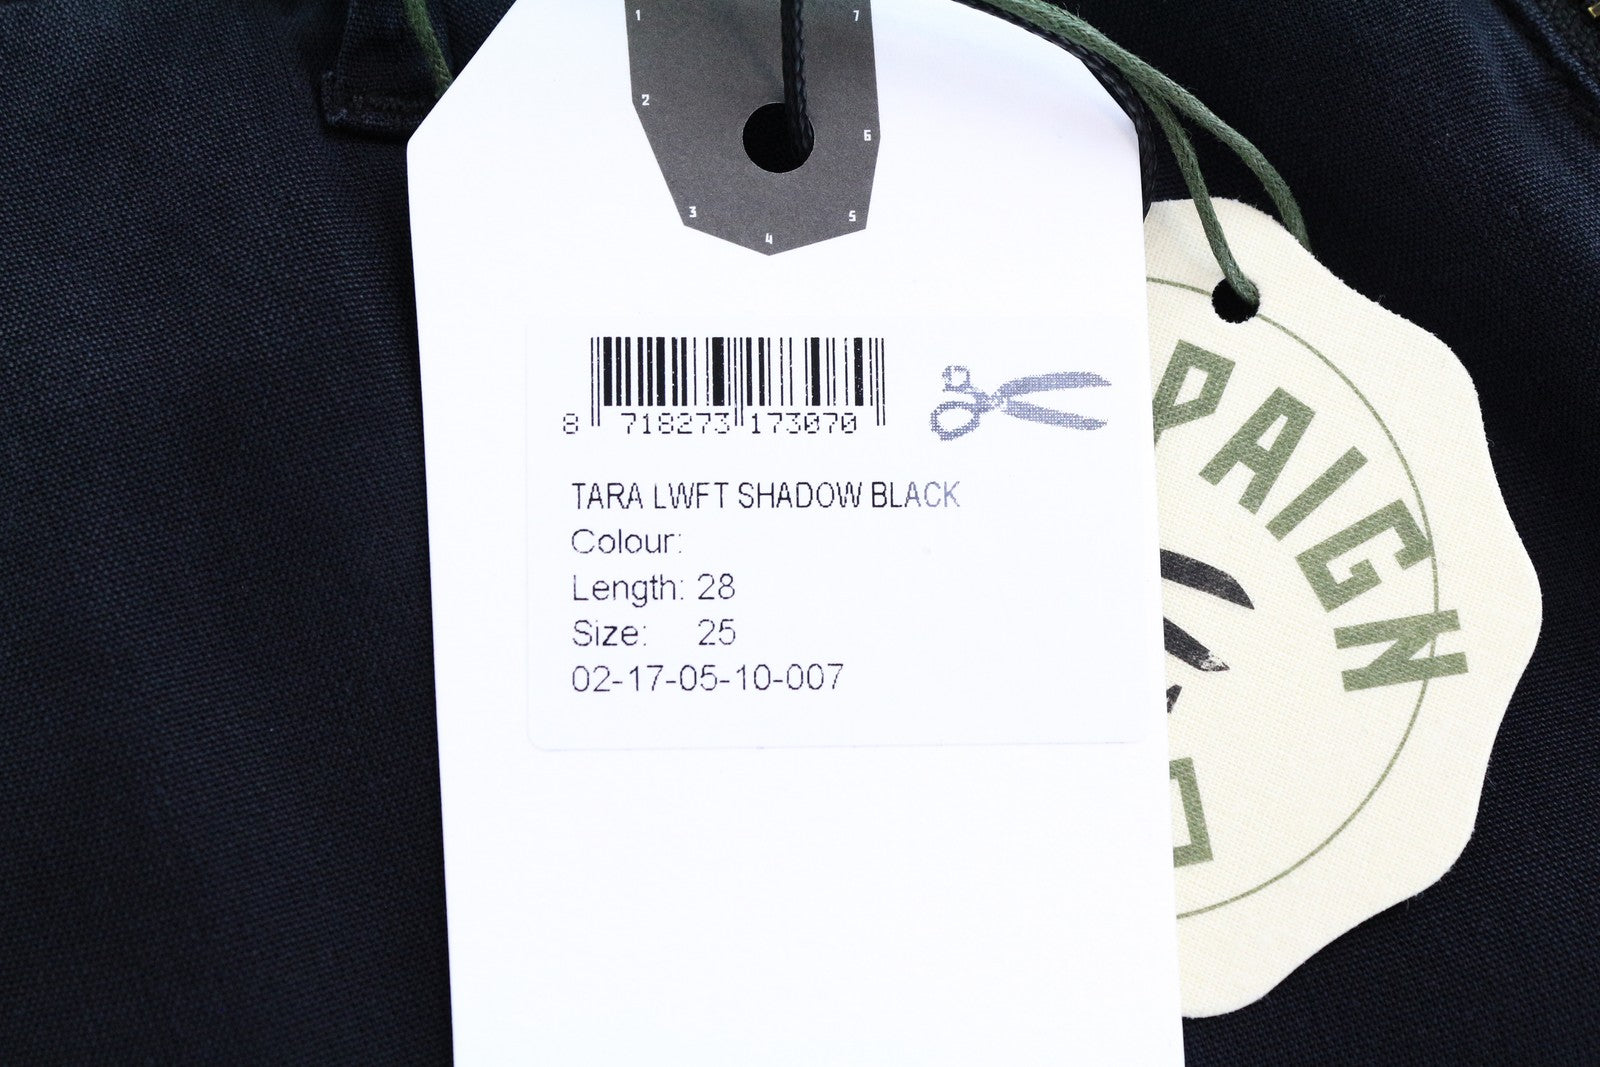 1
7
2
6
3
5
4
8 718273 173070
TARA LWFT SHADOW BLACK
Colour:
Length: 28
Size: 25
02-17-05-10-007
PAIGN